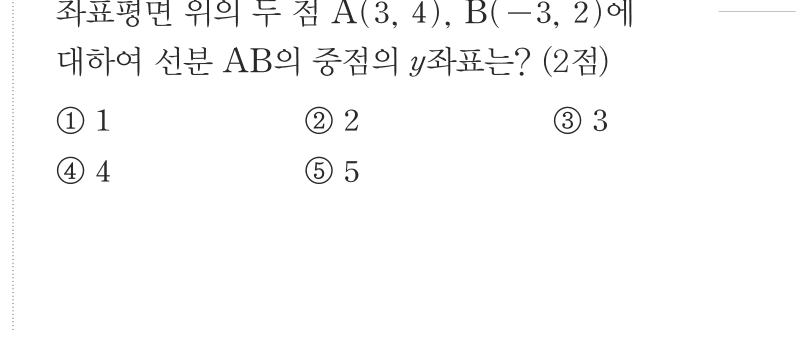 좌표평면 위의 두 점 A(3, 4), B(−3, 2)에
대하여 선분 AB의 중점의 y좌표는? (2점)
① 1 ② 2 ③ 3
④ 4 ⑤ 5